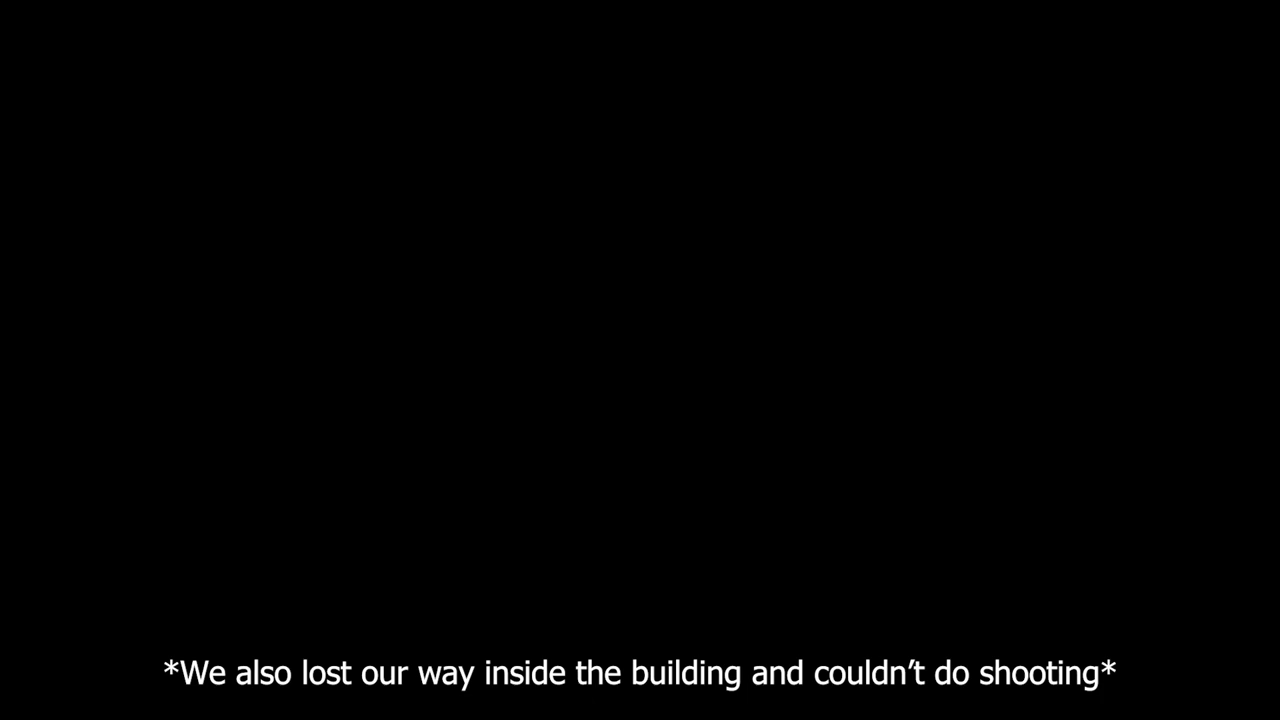 *We also lost our way inside the building and couldn’t do shooting*